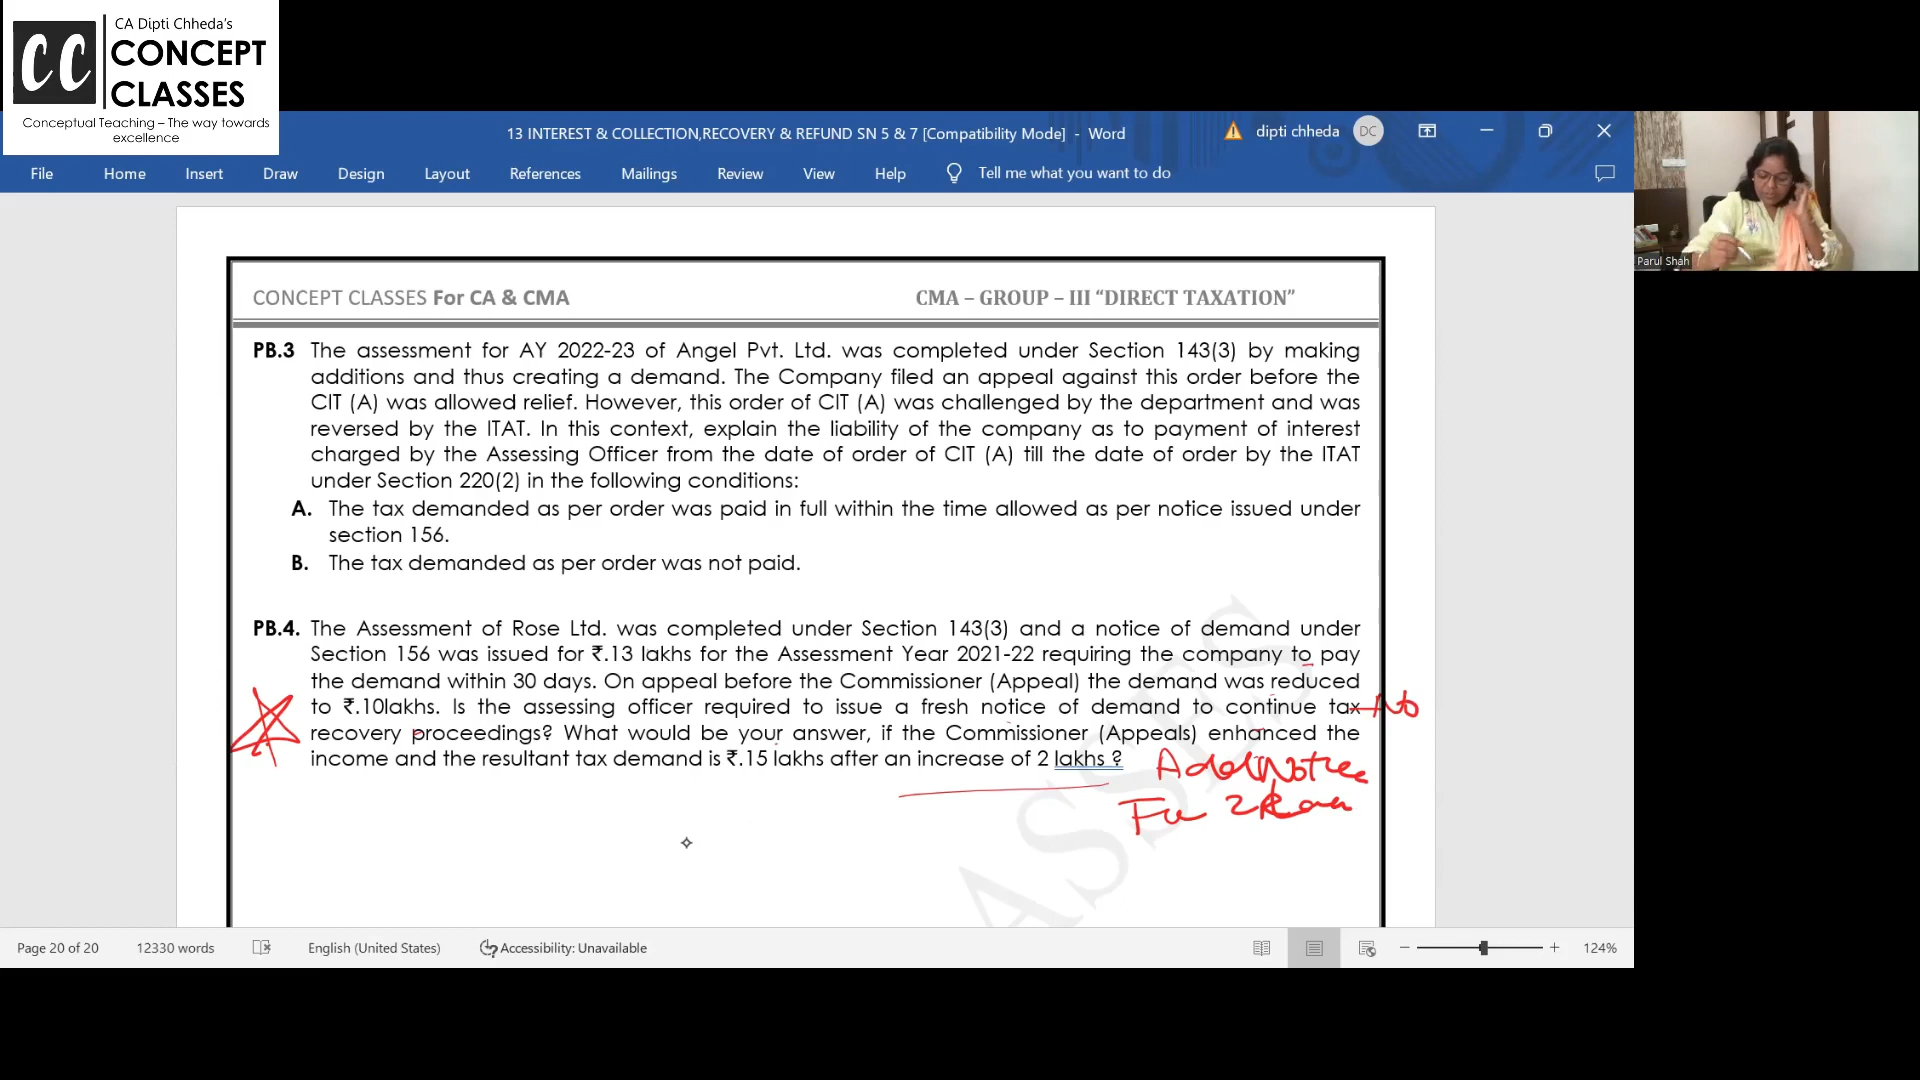 CC
CA Dipti Chheda's
CONCEPT
CLASSES
Conceptual Teaching – The way towards
excellence
13 INTEREST & COLLECTION,RECOVERY & REFUND SN 5 & 7 [Compatibility Mode] - Word
dipti chheda
DC
File Home Insert Draw Design Layout References Mailings Review View Help Tell me what you want to do
Parul Shah
CONCEPT CLASSES For CA & CMA
CMA – GROUP – III “DIRECT TAXATION”
PB.3 The assessment for AY 2022-23 of Angel Pvt. Ltd. was completed under Section 143(3) by making
additions and thus creating a demand. The Company filed an appeal against this order before the
CIT (A) was allowed relief. However, this order of CIT (A) was challenged by the department and was
reversed by the ITAT. In this context, explain the liability of the company as to payment of interest
charged by the Assessing Officer from the date of order of CIT (A) till the date of order by the ITAT
under Section 220(2) in the following conditions:
A. The tax demanded as per order was paid in full within the time allowed as per notice issued under
section 156.
B. The tax demanded as per order was not paid.
PB.4. The Assessment of Rose Ltd. was completed under Section 143(3) and a notice of demand under
Section 156 was issued for ₹.13 lakhs for the Assessment Year 2021-22 requiring the company to pay
the demand within 30 days. On appeal before the Commissioner (Appeal) the demand was reduced
to ₹.10lakhs. Is the assessing officer required to issue a fresh notice of demand to continue tax
No
recovery proceedings? What would be your answer, if the Commissioner (Appeals) enhanced the
income and the resultant tax demand is ₹.15 lakhs after an increase of 2 lakhs ?
ASSES
Page 20 of 20 12330 words English (United States) Accessibility: Unavailable 124%